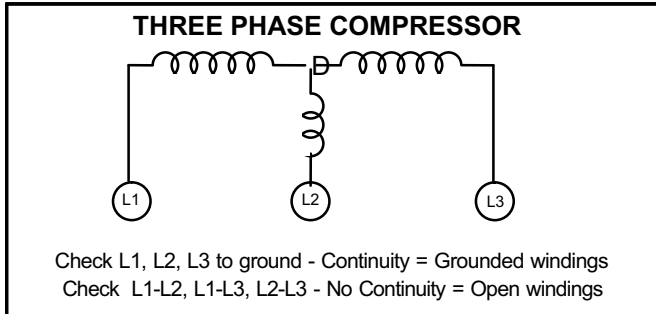 THREE PHASE COMPRESSOR
L1
L2
L3
Check L1, L2, L3 to ground - Continuity = Grounded windings
Check L1-L2, L1-L3, L2-L3 - No Continuity = Open windings